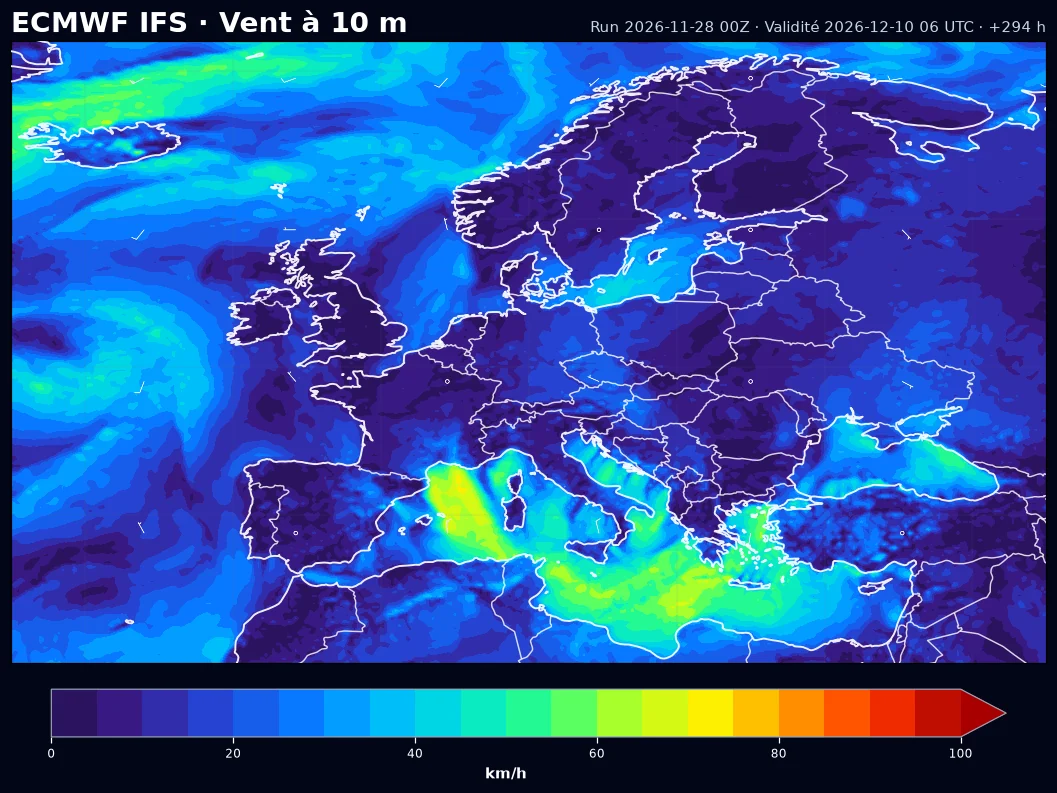 ECMWF IFS · Vent à 10 m
Run 2026-11-28 00Z · Validité 2026-12-10 06 UTC · +294 h
0 20 40 60 80 100
km/h